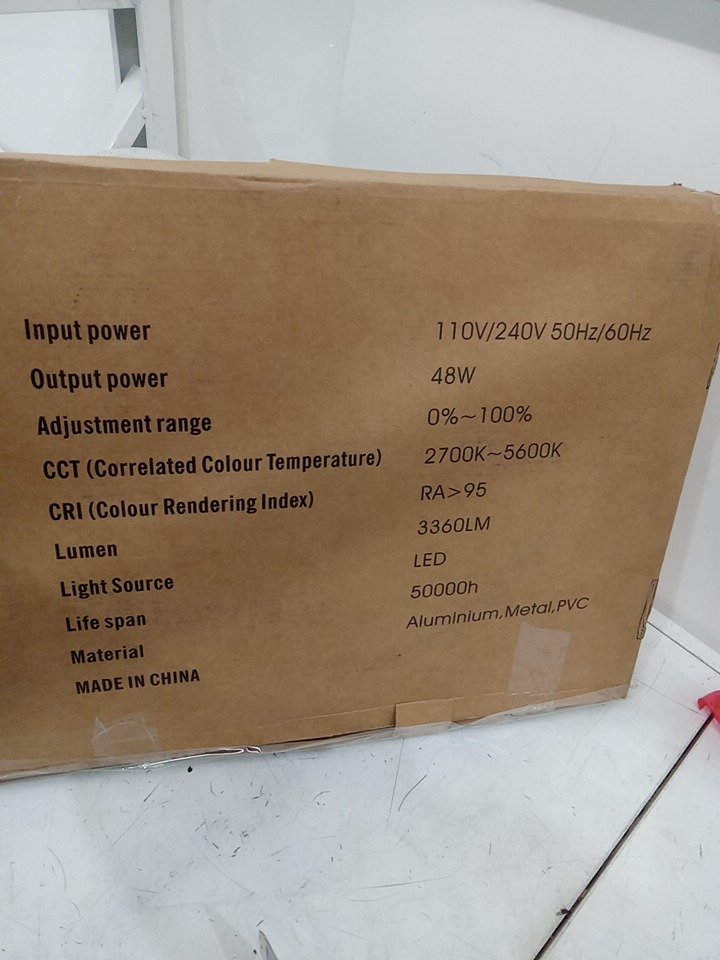 Input power 110V/240V 50Hz/60Hz
Output power 48W
Adjustment range 0%~100%
CCT (Correlated Colour Temperature) 2700K~5600K
CRI (Colour Rendering Index) RA>95
Lumen 3360LM
Light Source LED
Life span 50000h
Material Aluminlum,Metal,PVC
MADE IN CHINA